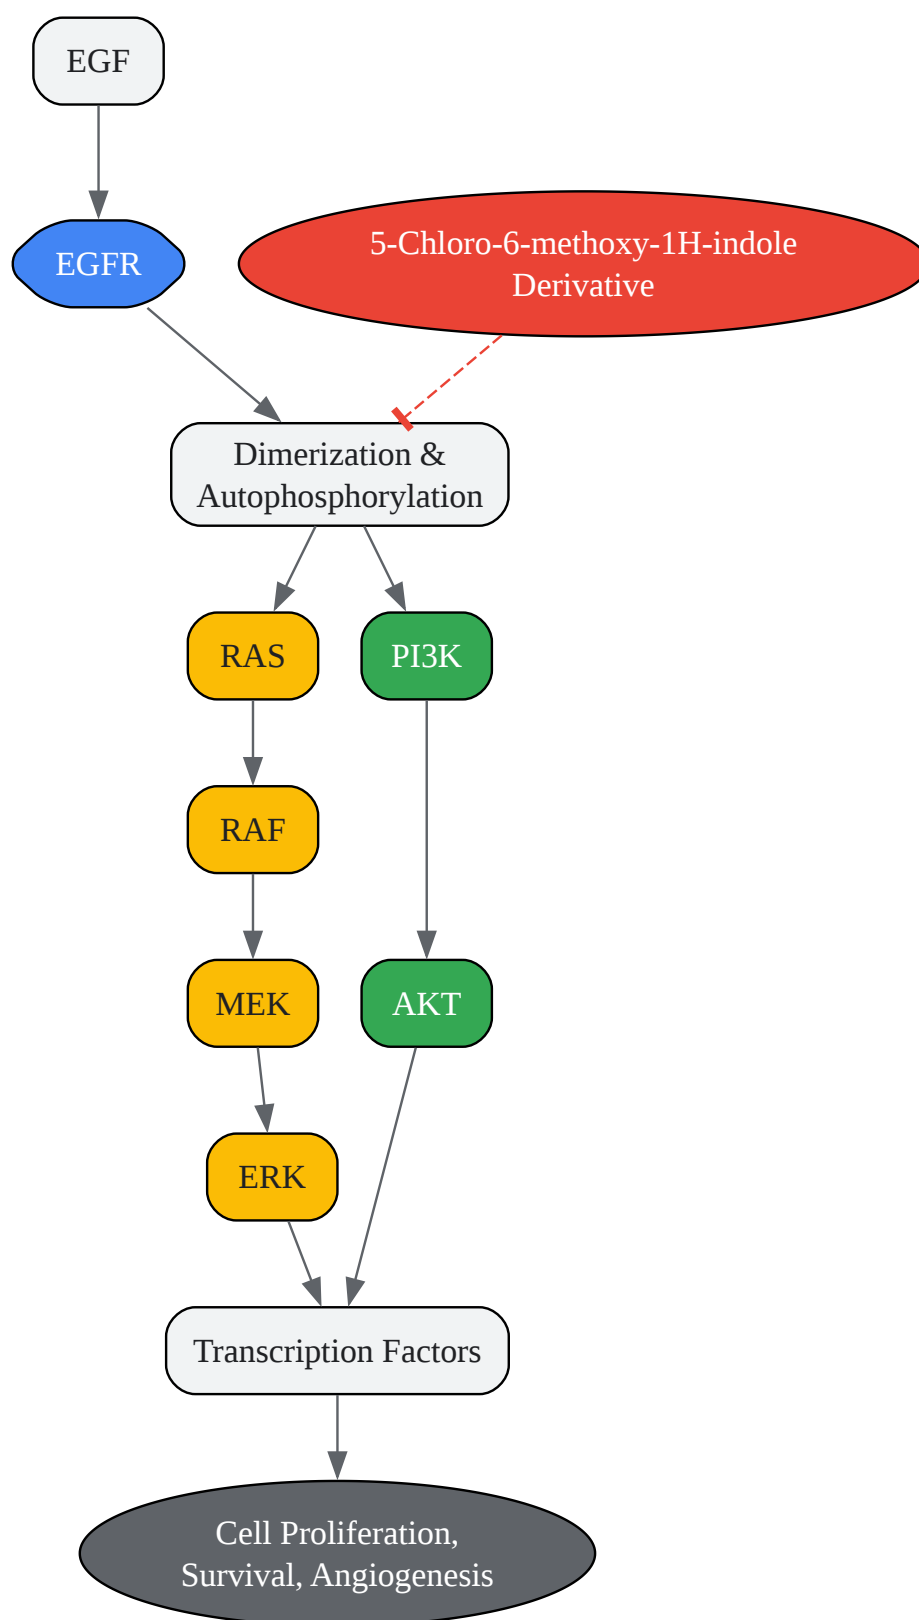 EGF
EGFR
5-Chloro-6-methoxy-1H-indole
Derivative
Dimerization &
Autophosphorylation
RAS
PI3K
RAF
MEK
AKT
ERK
Transcription Factors
Cell Proliferation,
Survival, Angiogenesis